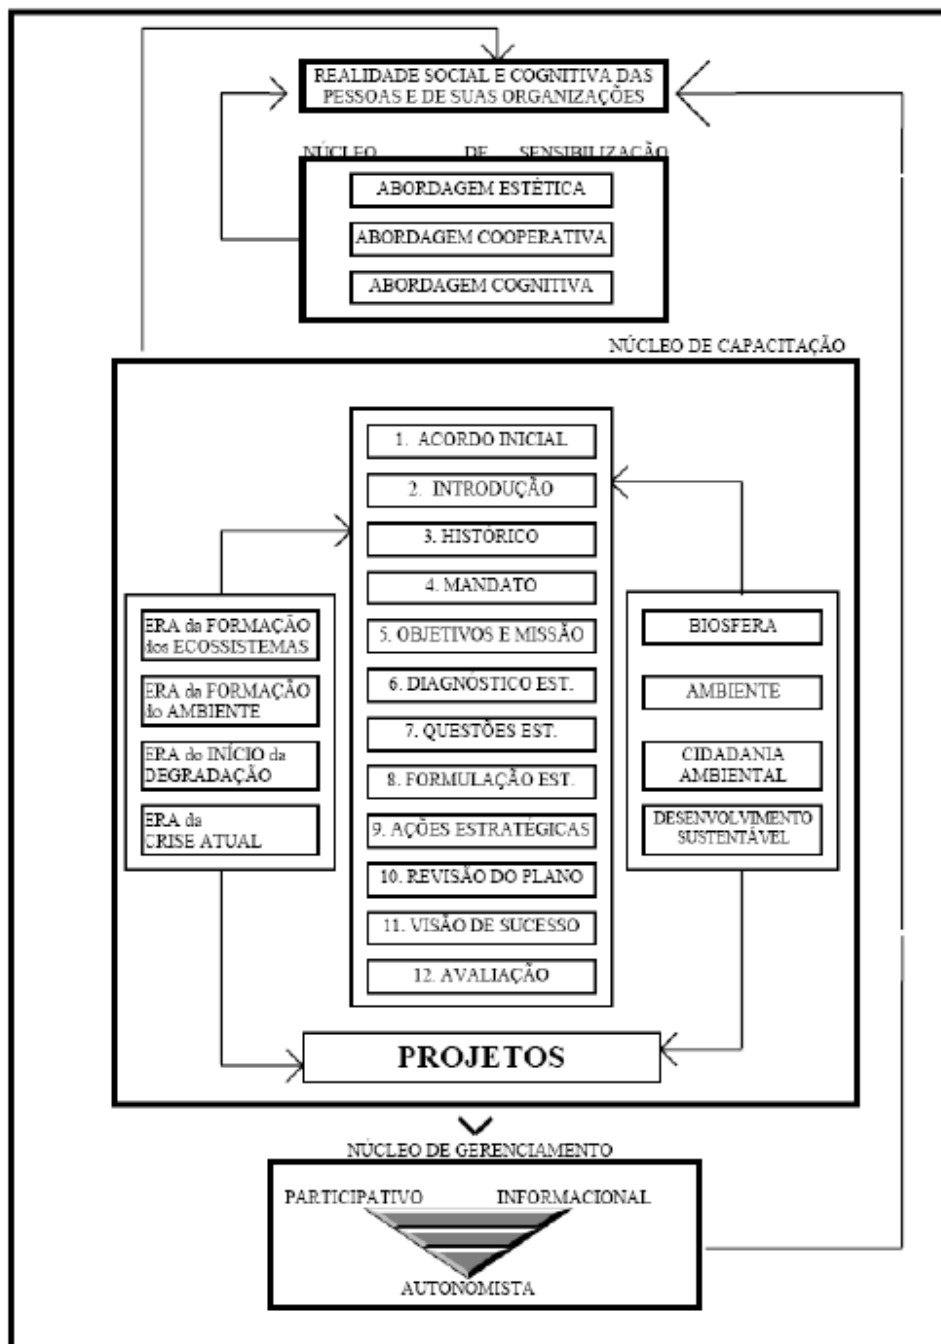 REALIDADE SOCIAL E COGNITIVA DAS
PESSOAS E DE SUAS ORGANIZAÇÕES
NÚCLEO DE SENSIBILIZAÇÃO
ABORDAGEM ESTÉTICA
ABORDAGEM COOPERATIVA
ABORDAGEM COGNITIVA
NÚCLEO DE CAPACITAÇÃO
1. ACORDO INICIAL
2. INTRODUÇÃO
3. HISTÓRICO
4. MANDATO
5. OBJETIVOS E MISSÃO
6. DIAGNÓSTICO EST.
7. QUESTÕES EST.
8. FORMULAÇÃO EST.
9. AÇÕES ESTRATÉGICAS
10. REVISÃO DO PLANO
11. VISÃO DE SUCESSO
12. AVALIAÇÃO
ERA da FORMAÇÃO
dos ECOSSISTEMAS
ERA da FORMAÇÃO
do AMBIENTE
ERA do INÍCIO da
DEGRADAÇÃO
ERA da
CRISE ATUAL
BIOSFERA
AMBIENTE
CIDADANIA
AMBIENTAL
DESENVOLVIMENTO
SUSTENTÁVEL
PROJETOS
NÚCLEO DE GERENCIAMENTO
PARTICIPATIVO INFORMACIONAL
AUTONOMISTA